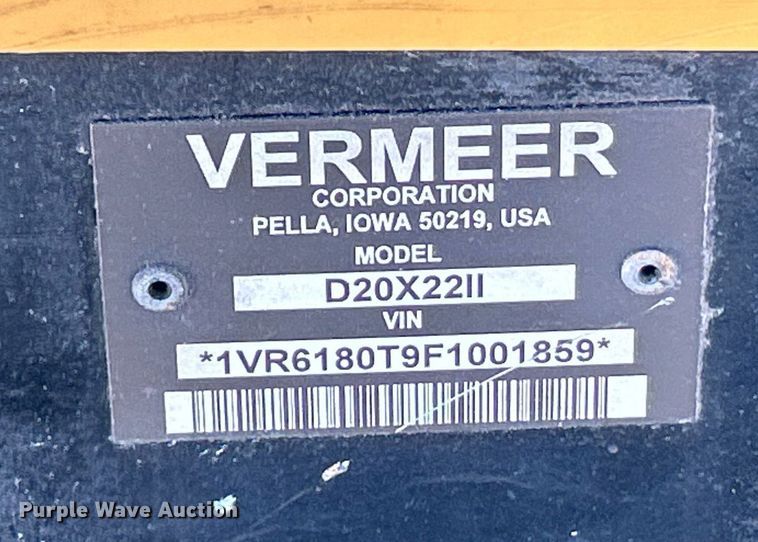 VERMEER
CORPORATION
PELLA, IOWA 50219, USA
MODEL
D20X22II
VIN
*1VR6180T9F1001859*
Purple Wave Auction